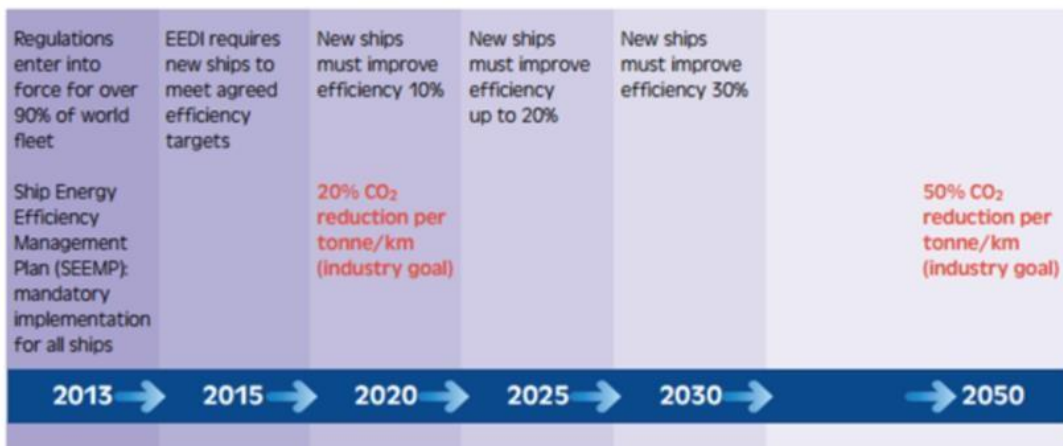 Regulations
enter into
force for over
90% of world
fleet
Ship Energy
Efficiency
Management
Plan (SEEMP):
mandatory
implementation
for all ships
EEDI requires
new ships to
meet agreed
efficiency
targets
New ships
must improve
efficiency 10%
20% CO₂
reduction per
tonne/km
(industry goal)
New ships
must improve
efficiency
up to 20%
New ships
must improve
efficiency 30%
50% CO₂
reduction per
tonne/km
(industry goal)
2013 2015 2020 2025 2030 2050